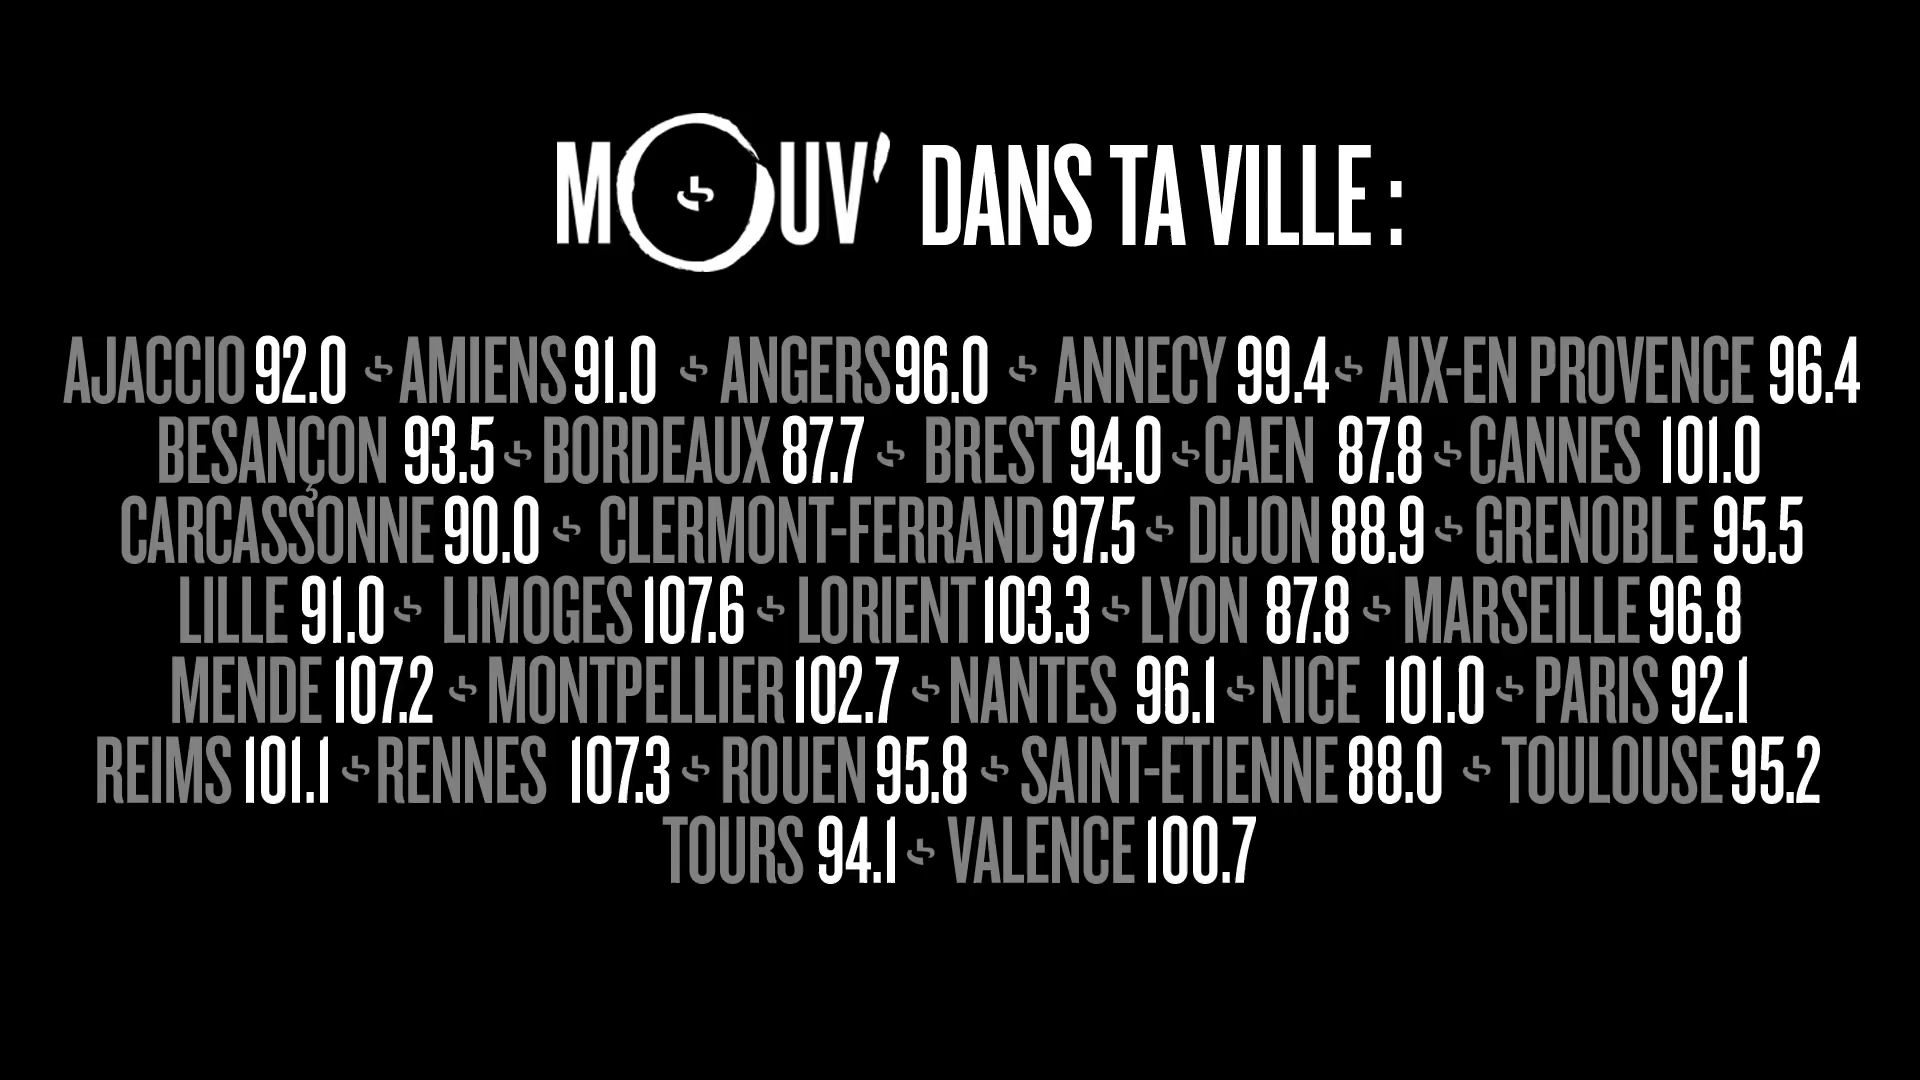 MOUV' DANS TA VILLE :
AJACCIO 92.0 AMIENS 91.0 ANGERS 96.0 ANNECY 99.4 AIX-EN PROVENCE 96.4
BESANÇON 93.5 BORDEAUX 87.7 BREST 94.0 CAEN 87.8 CANNES 101.0
CARCASSONNE 90.0 CLERMONT-FERRAND 97.5 DIJON 88.9 GRENOBLE 95.5
LILLE 91.0 LIMOGES 107.6 LORIENT 103.3 LYON 87.8 MARSEILLE 96.8
MENDE 107.2 MONTPELLIER 102.7 NANTES 96.1 NICE 101.0 PARIS 92.1
REIMS 101.1 RENNES 107.3 ROUEN 95.8 SAINT-ETIENNE 88.0 TOULOUSE 95.2
TOURS 94.1 VALENCE 100.7